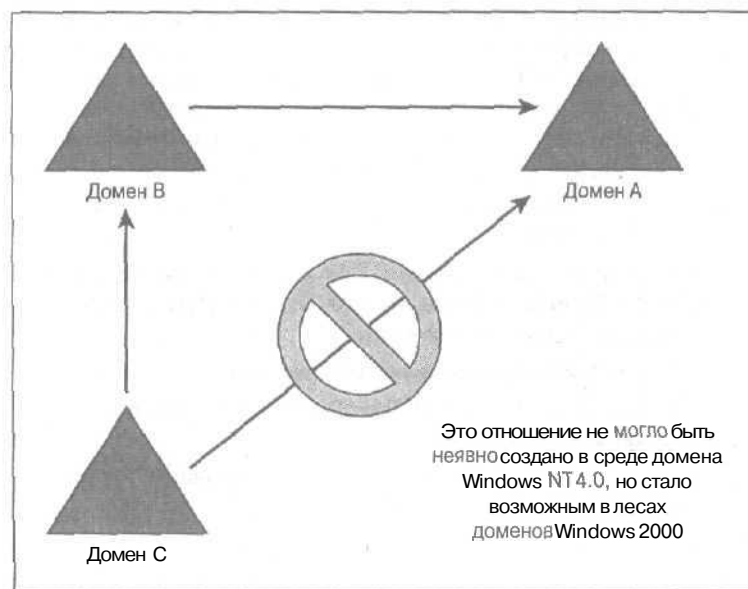 Домен В
Домен А
Это отношение не могло быть
неявно создано в среде домена
Windows NT 4.0, но стало
возможным в лесах
доменов Windows 2000
Домен С